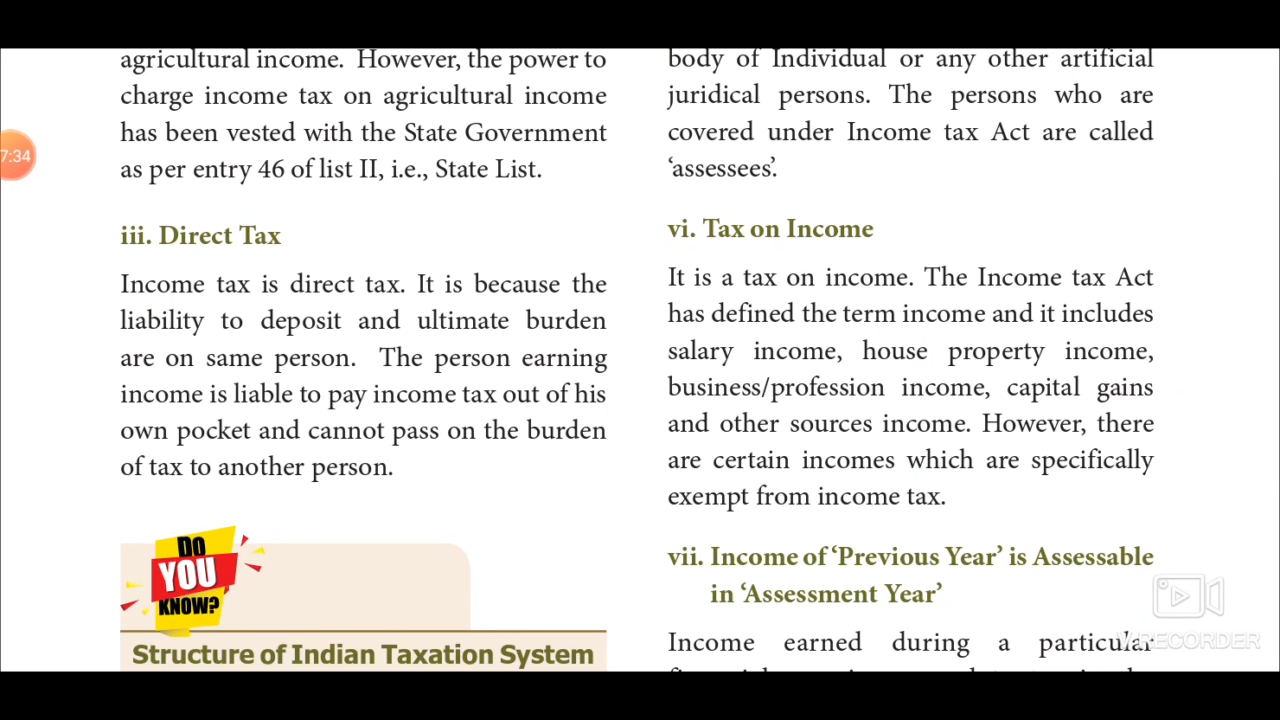 agricultural income. However, the power to
charge income tax on agricultural income
has been vested with the State Government
as per entry 46 of list II, i.e., State List.
iii. Direct Tax
Income tax is direct tax. It is because the
liability to deposit and ultimate burden
are on same person. The person earning
income is liable to pay income tax out of his
own pocket and cannot pass on the burden
of tax to another person.
DO
YOU
KNOW?
Structure of Indian Taxation System
body of Individual or any other artificial
juridical persons. The persons who are
covered under Income tax Act are called
‘assessees’.
vi. Tax on Income
It is a tax on income. The Income tax Act
has defined the term income and it includes
salary income, house property income,
business/profession income, capital gains
and other sources income. However, there
are certain incomes which are specifically
exempt from income tax.
vii. Income of ‘Previous Year’ is Assessable
in ‘Assessment Year’
Income earned during a particular
7:34
V RECORDER